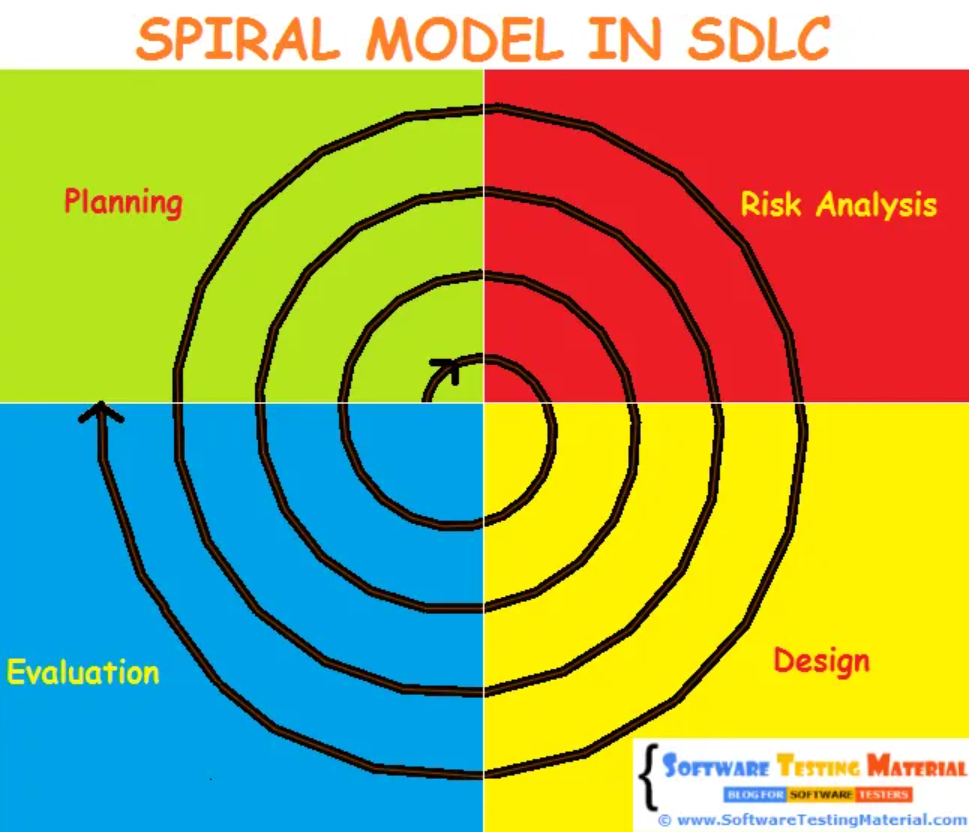 SPIRAL MODEL IN SDLC
Planning
Risk Analysis
Evaluation
Design
{ SOFTWARE TESTING MATERIAL
BLOG FOR SOFTWARE TESTERS
© www.SoftwareTestingMaterial.com